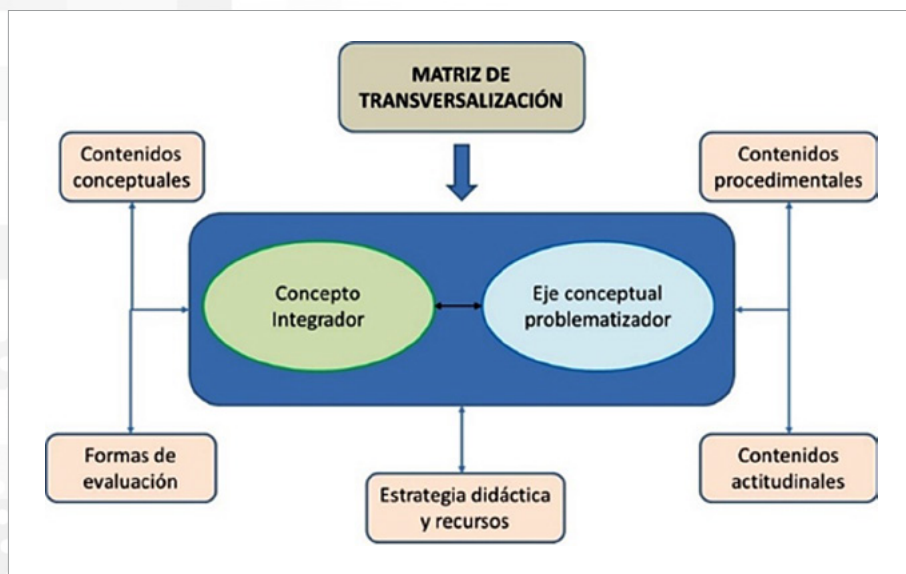 MATRIZ DE
TRANSVERSALIZACIÓN
Contenidos
conceptuales
Contenidos
procedimentales
Concepto
Integrador
Eje conceptual
problematizador
Formas de
evaluación
Estrategia didáctica
y recursos
Contenidos
actitudinales